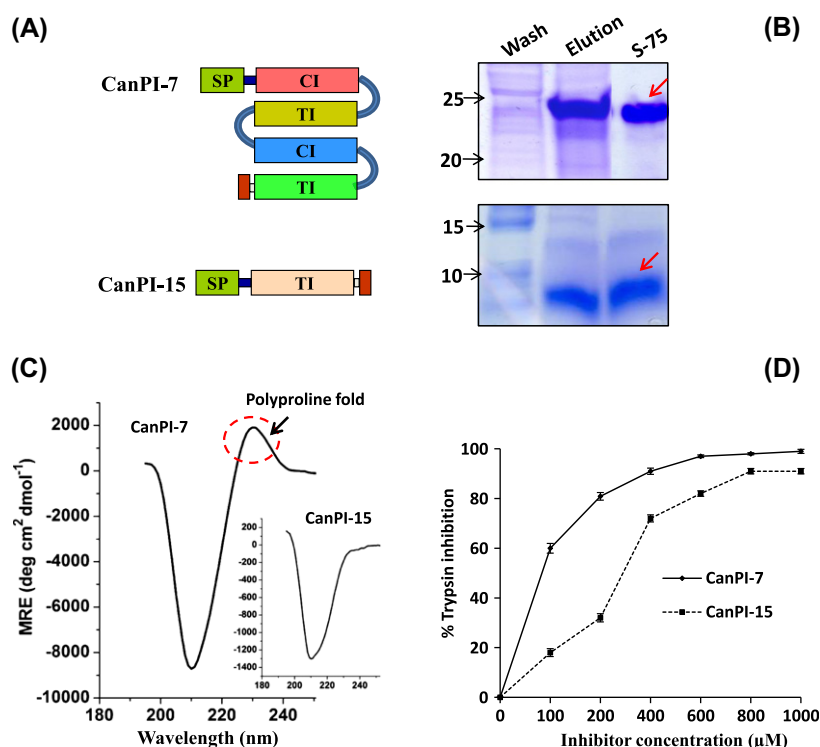 (A)
CanPI-7
SP
CI
TI
CI
TI
CanPI-15
SP
TI
(B)
Wash
Elution
S-75
25
20
15
10
(C)
Polyproline fold
CanPI-7
CanPI-15
MRE (deg cm² dmol⁻¹)
2000
0
-2000
-4000
-6000
-8000
-10000
180 200 220 240
Wavelength (nm)
200
0
-200
-400
-600
-800
-1000
-1200
-1400
180 200 220 240
(D)
% Trypsin inhibition
100
80
60
40
20
0
0 100 200 400 600 800 1000
Inhibitor concentration (µM)
CanPI-7
CanPI-15